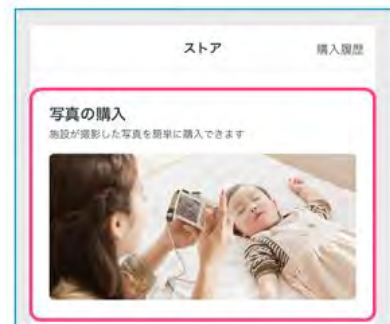 ストア
購入履歴
写真の購入
施設が撮影した写真を簡単に購入できます